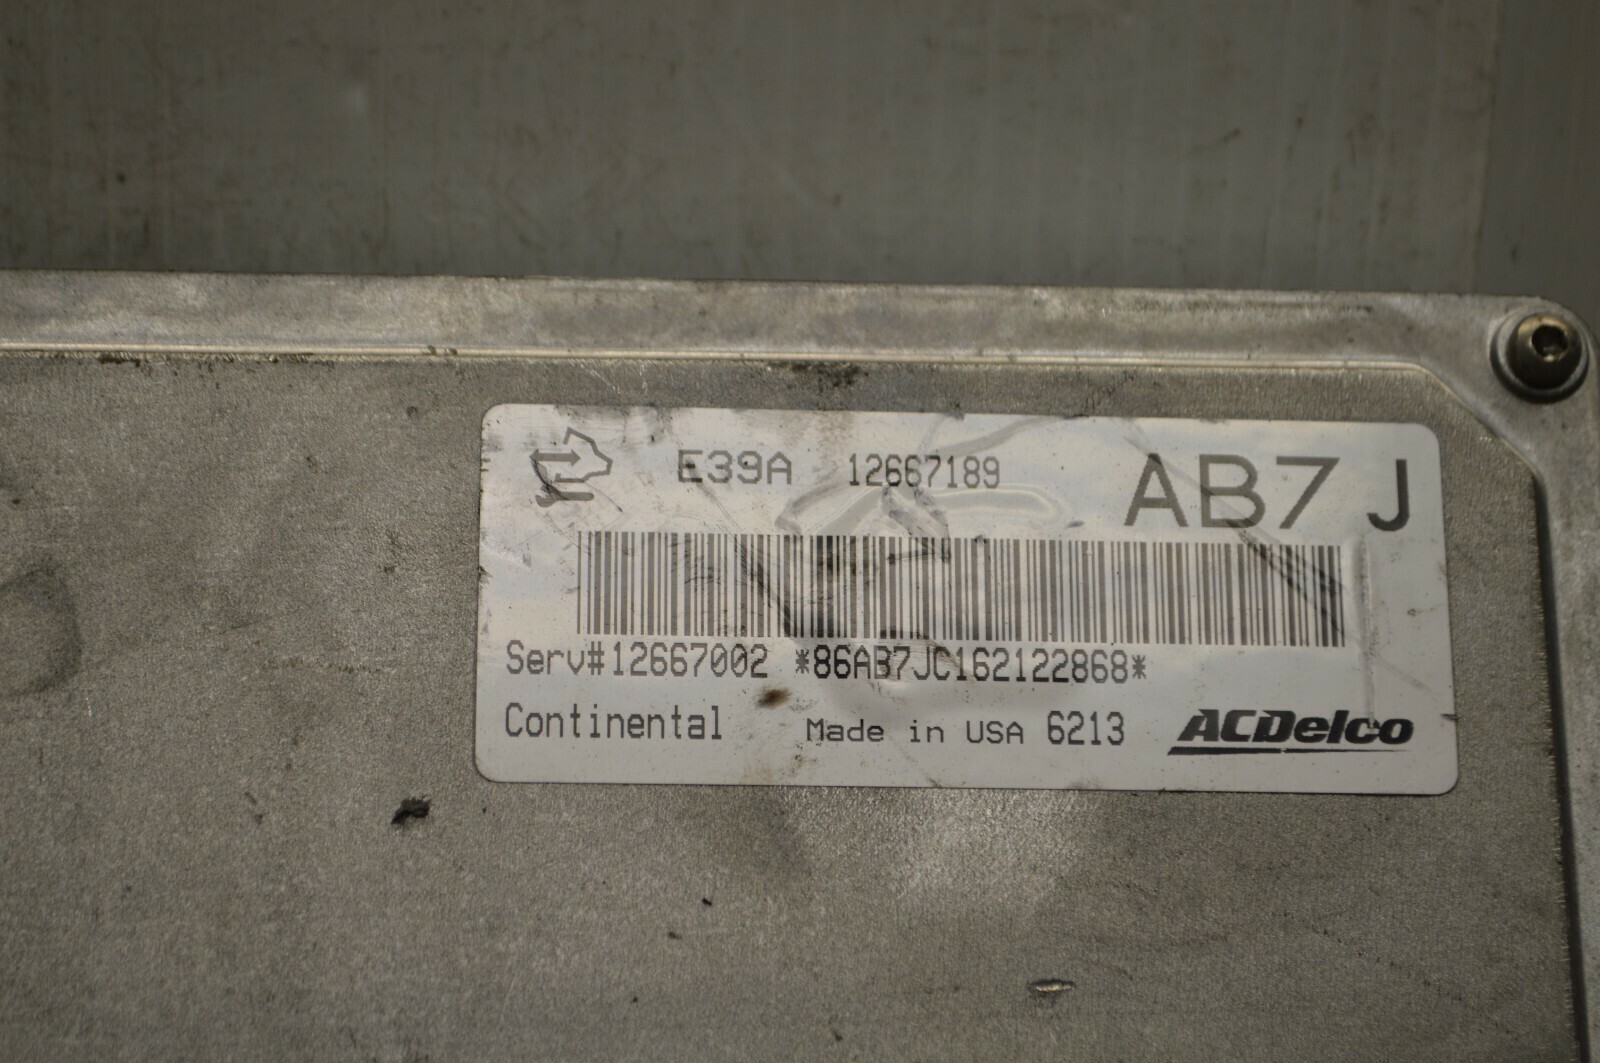 E39A 12667189 AB7 J
Serv#12667002 *86AB7JC162122868*
Continental Made in USA 6213 ACDelco